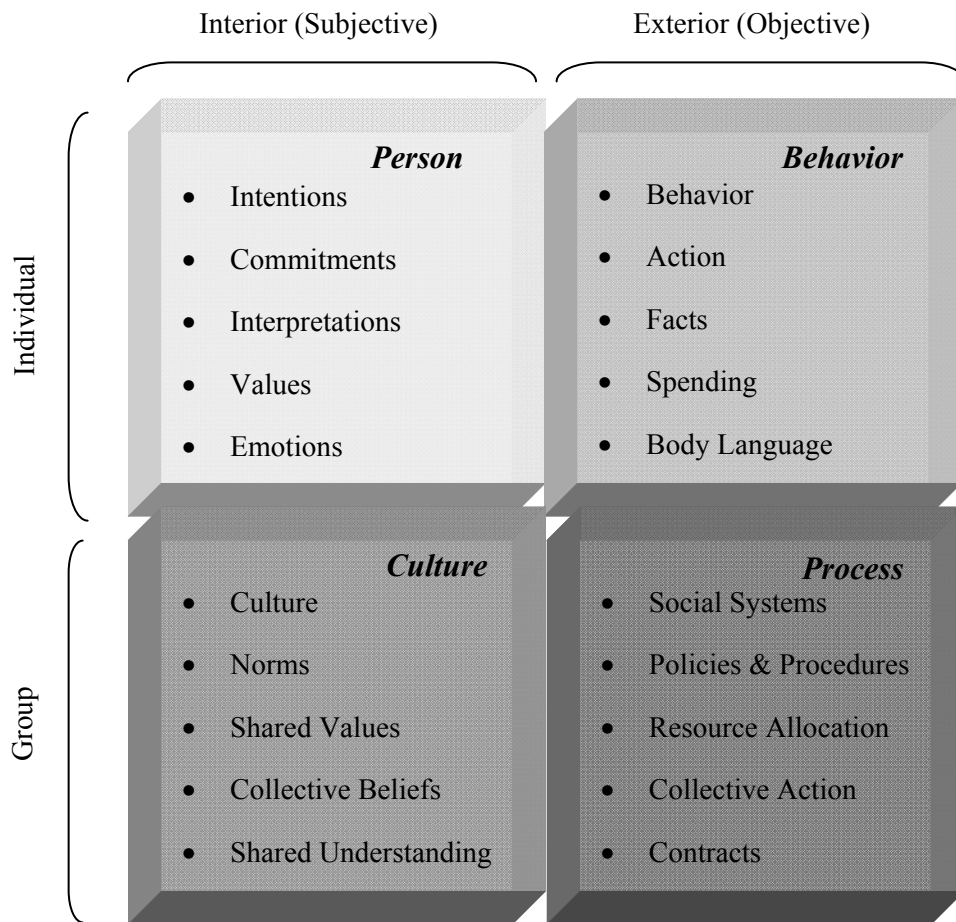 Interior (Subjective)
Exterior (Objective)
Individual
Person
• Intentions
• Commitments
• Interpretations
• Values
• Emotions
Behavior
• Behavior
• Action
• Facts
• Spending
• Body Language
Group
Culture
• Culture
• Norms
• Shared Values
• Collective Beliefs
• Shared Understanding
Process
• Social Systems
• Policies & Procedures
• Resource Allocation
• Collective Action
• Contracts